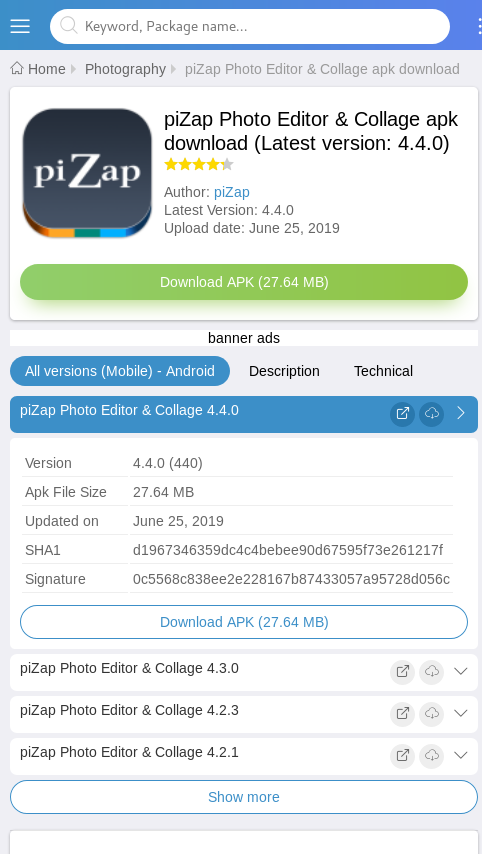 Keyword, Package name...
Home Photography piZap Photo Editor & Collage apk download
piZap
piZap Photo Editor & Collage apk
download (Latest version: 4.4.0)
Author: piZap
Latest Version: 4.4.0
Upload date: June 25, 2019
Download APK (27.64 MB)
banner ads
All versions (Mobile) - Android Description Technical
piZap Photo Editor & Collage 4.4.0
Version 4.4.0 (440)
Apk File Size 27.64 MB
Updated on June 25, 2019
SHA1 d1967346359dc4c4bebee90d67595f73e261217f
Signature 0c5568c838ee2e228167b87433057a95728d056c
Download APK (27.64 MB)
piZap Photo Editor & Collage 4.3.0
piZap Photo Editor & Collage 4.2.3
piZap Photo Editor & Collage 4.2.1
Show more